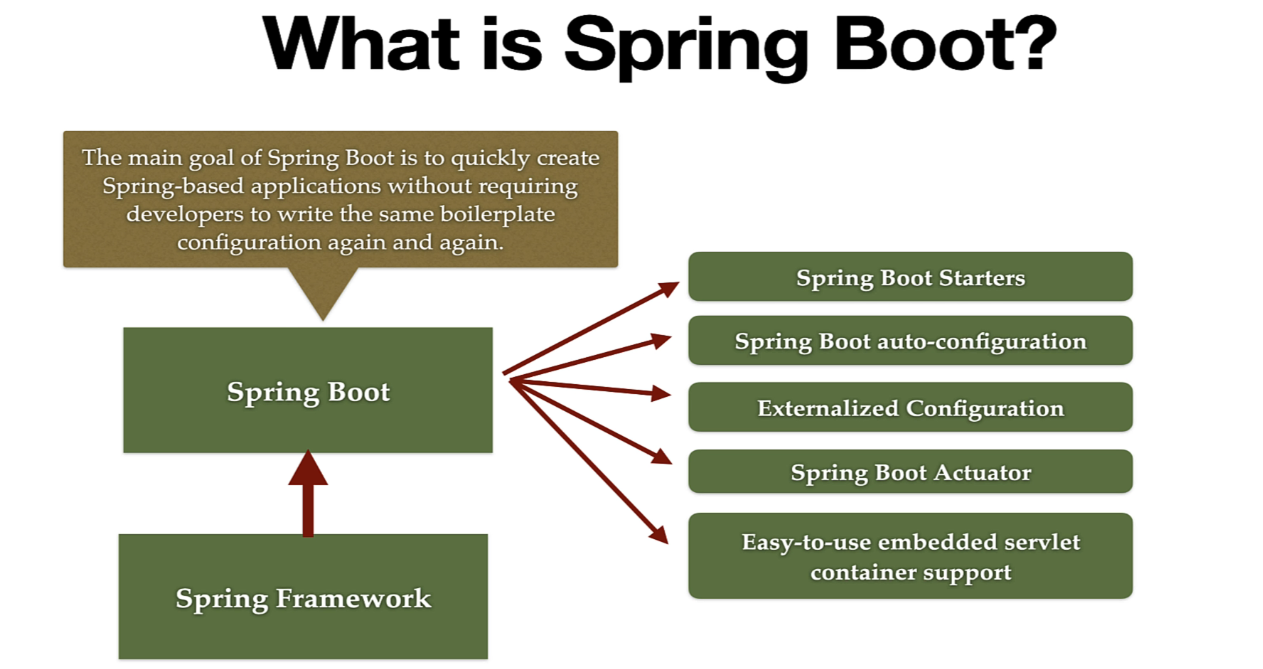 What is Spring Boot?
The main goal of Spring Boot is to quickly create
Spring-based applications without requiring
developers to write the same boilerplate
configuration again and again.
Spring Boot
Spring Framework
Spring Boot Starters
Spring Boot auto-configuration
Externalized Configuration
Spring Boot Actuator
Easy-to-use embedded servlet
container support